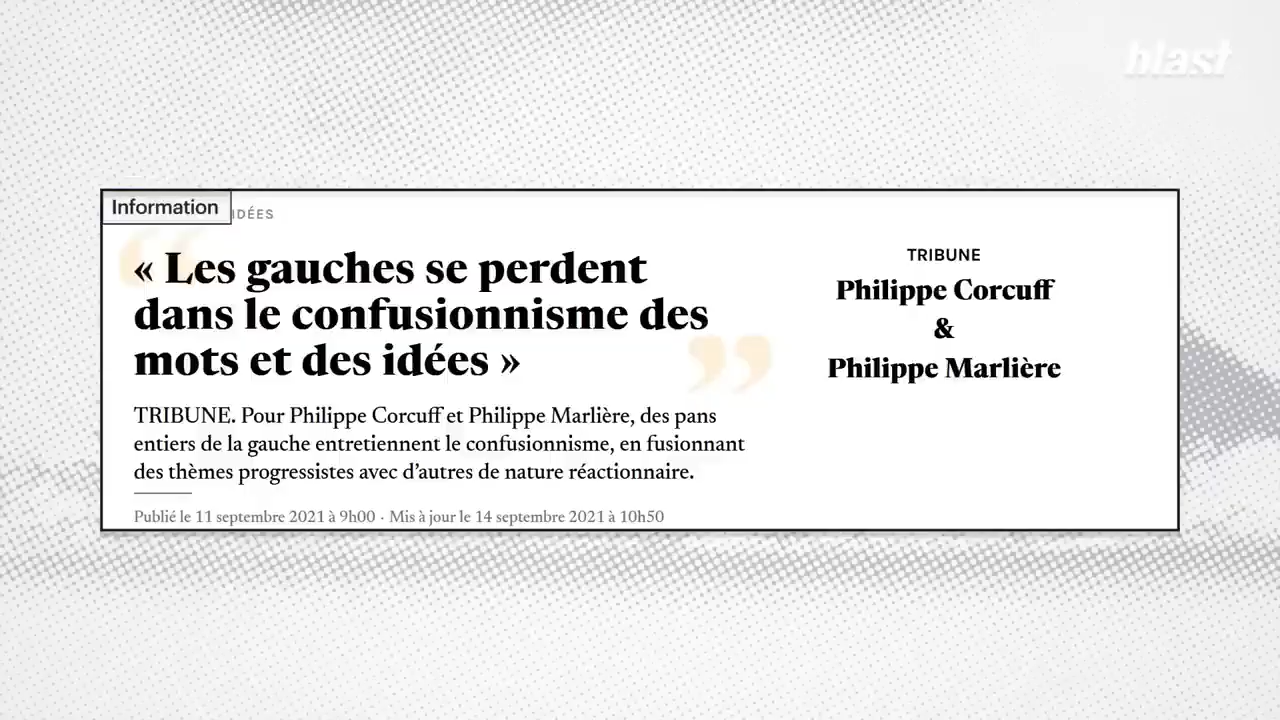 blast
Information
IDÉES
« Les gauches se perdent
dans le confusionnisme des
mots et des idées »
TRIBUNE. Pour Philippe Corcuff et Philippe Marlière, des pans
entiers de la gauche entretiennent le confusionnisme, en fusionnant
des thèmes progressistes avec d’autres de nature réactionnaire.
Publié le 11 septembre 2021 à 9h00 · Mis à jour le 14 septembre 2021 à 10h50
TRIBUNE
Philippe Corcuff
&
Philippe Marlière